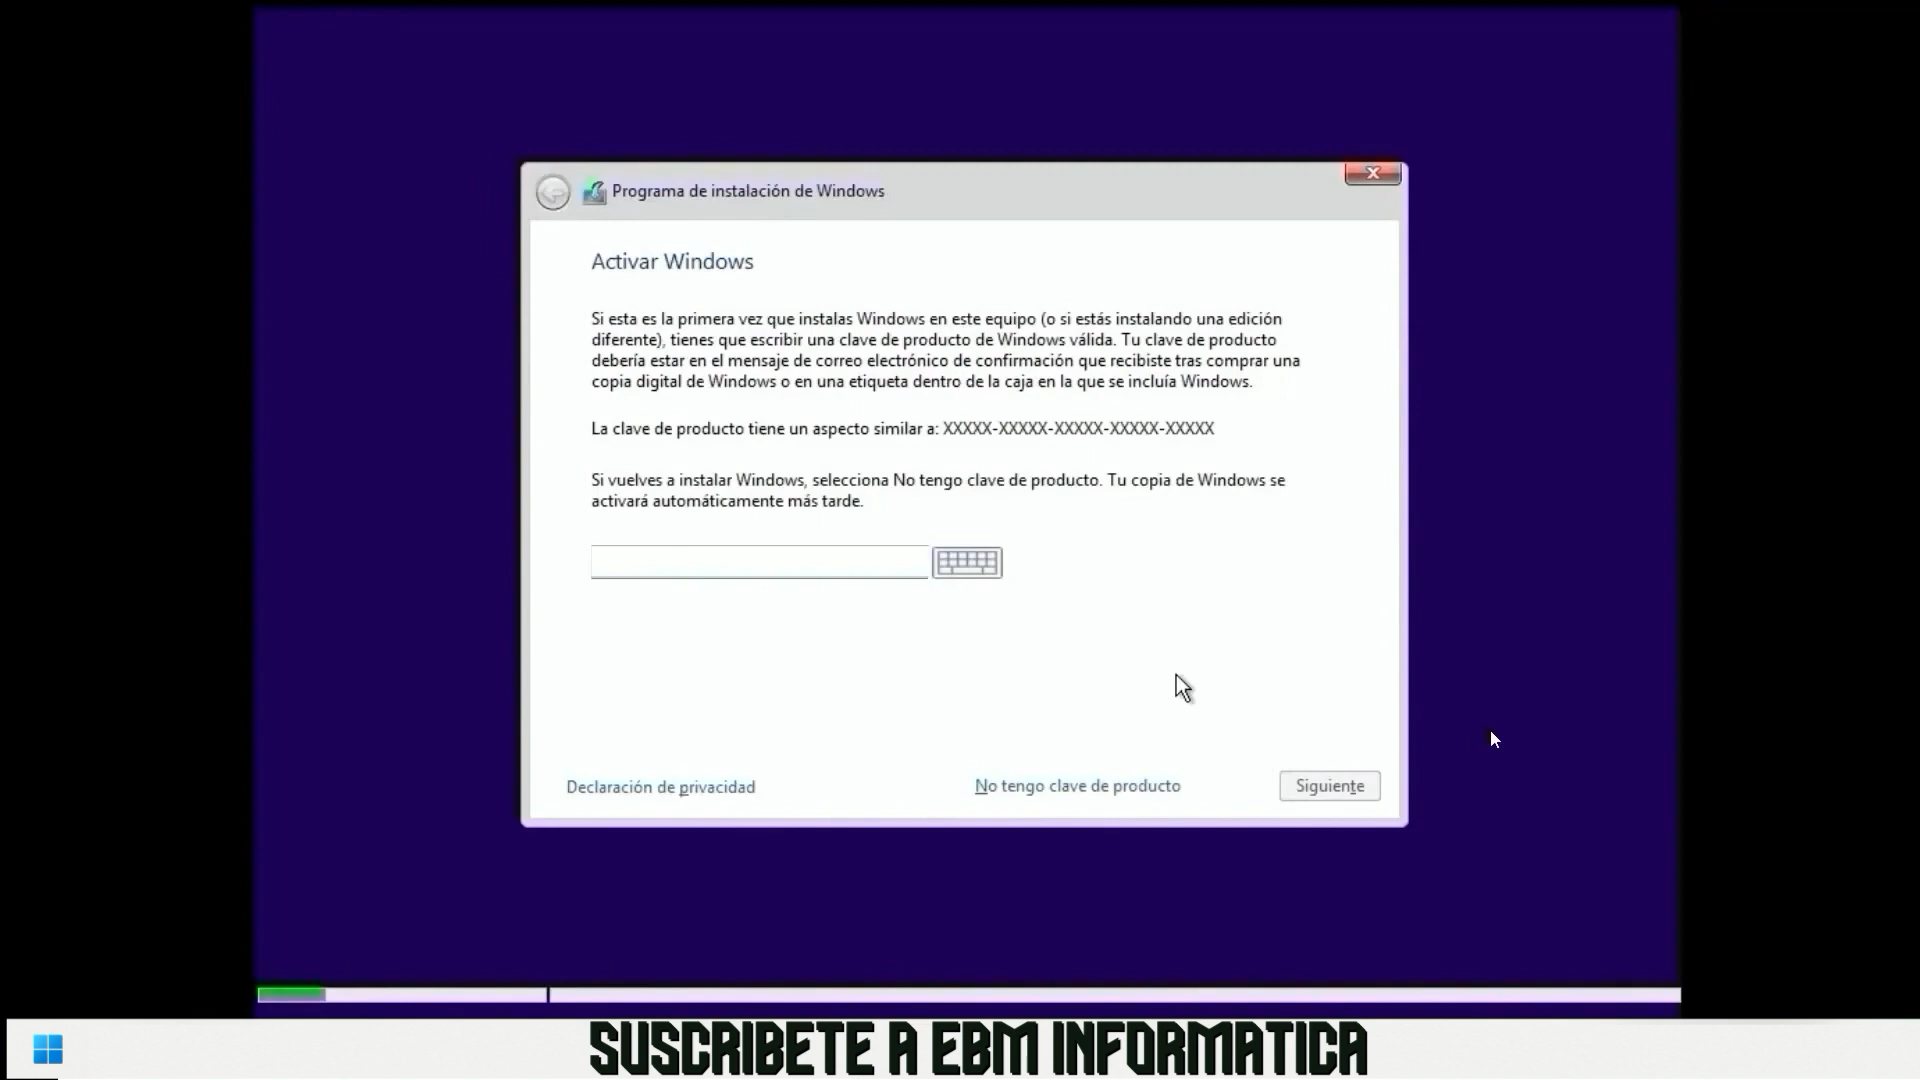 Programa de instalación de Windows
x
Activar Windows
Si esta es la primera vez que instalas Windows en este equipo (o si estás instalando una edición
diferente), tienes que escribir una clave de producto de Windows válida. Tu clave de producto
debería estar en el mensaje de correo electrónico de confirmación que recibiste tras comprar una
copia digital de Windows o en una etiqueta dentro de la caja en la que se incluía Windows.
La clave de producto tiene un aspecto similar a: XXXXX-XXXXX-XXXXX-XXXXX-XXXXX
Si vuelves a instalar Windows, selecciona No tengo clave de producto. Tu copia de Windows se
activará automáticamente más tarde.
Declaración de privacidad
No tengo clave de producto
Siguiente
SUSCRIBETE A EBM INFORMATICA